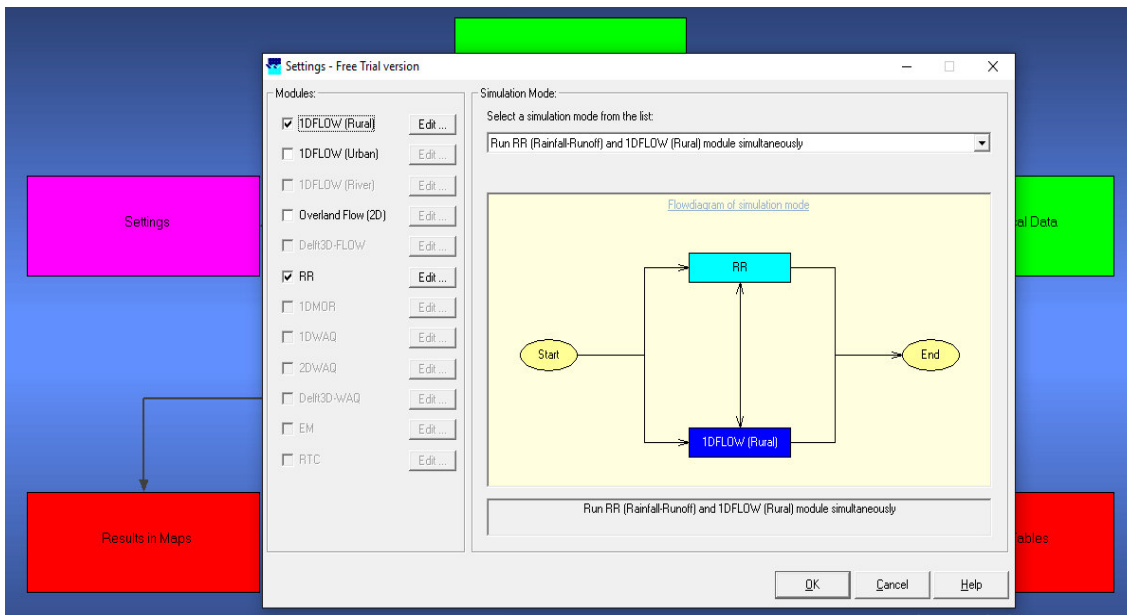 Settings - Free Trial version
Modules:
1DFLOW (Rural)
Edit ...
1DFLOW (Urban)
Edit ...
1DFLOW (River)
Edit ...
Overland Flow (2D)
Edit ...
Delft3D-FLOW
Edit ...
RR
Edit ...
1DMOR
Edit ...
1DWAQ
Edit ...
2DWAQ
Edit ...
Delft3D-WAQ
Edit ...
EM
Edit ...
RTC
Edit ...
Simulation Mode:
Select a simulation mode from the list:
Run RR (Rainfall-Runoff) and 1DFLOW (Rural) module simultaneously
Flowdiagram of simulation mode
RR
Start
End
1DFLOW (Rural)
Run RR (Rainfall-Runoff) and 1DFLOW (Rural) module simultaneously
OK
Cancel
Help
Settings
Data
Results in Maps